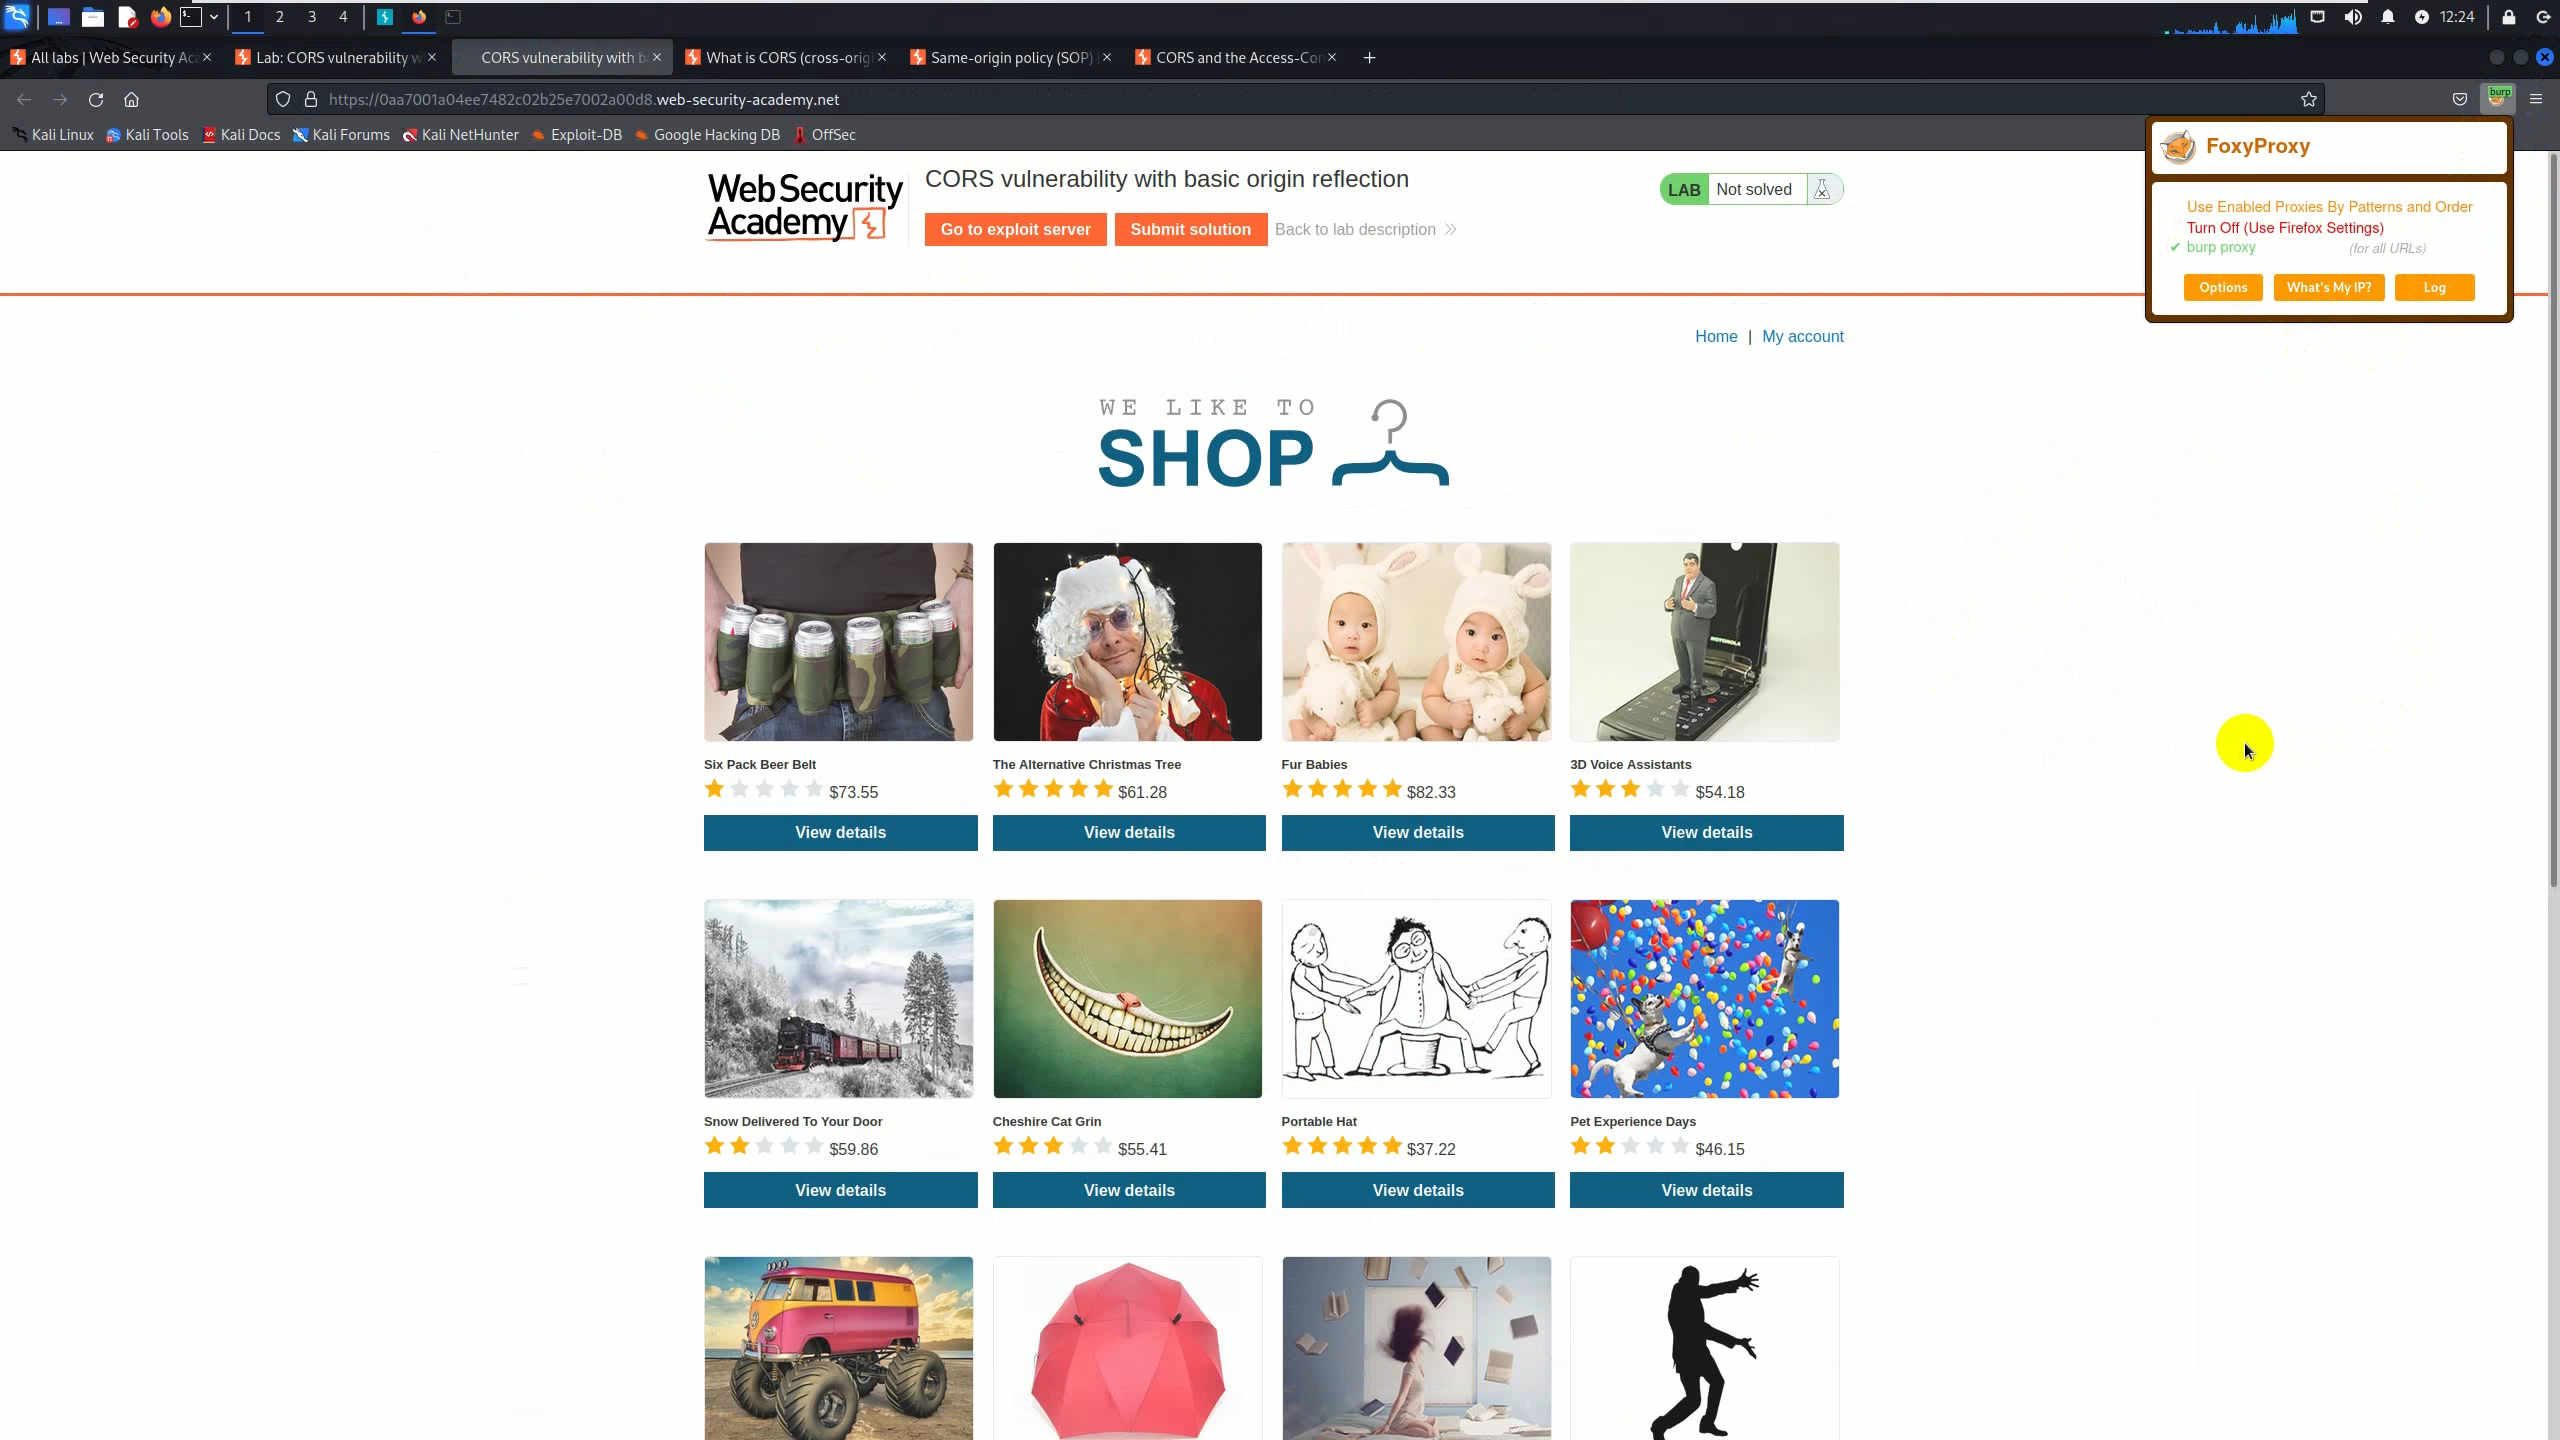 1 2 3 4 12:24
All labs | Web Security Aca
Lab: CORS vulnerability w
CORS vulnerability with b
What is CORS (cross-orig
Same-origin policy (SOP)
CORS and the Access-Con
https://0aa7001a04ee7482c02b25e7002a00d8.web-security-academy.net
burp
Kali Linux Kali Tools Kali Docs Kali Forums Kali NetHunter Exploit-DB Google Hacking DB OffSec
FoxyProxy
Use Enabled Proxies By Patterns and Order
Turn Off (Use Firefox Settings)
✔ burp proxy (for all URLs)
Options What's My IP? Log
Web Security
Academy
CORS vulnerability with basic origin reflection
LAB Not solved
Go to exploit server Submit solution Back to lab description
Home | My account
WE LIKE TO
SHOP
MOTOROLA
Six Pack Beer Belt
$73.55
View details
The Alternative Christmas Tree
$61.28
View details
Fur Babies
$82.33
View details
3D Voice Assistants
$54.18
View details
Snow Delivered To Your Door
$59.86
View details
Cheshire Cat Grin
$55.41
View details
Portable Hat
$37.22
View details
Pet Experience Days
$46.15
View details